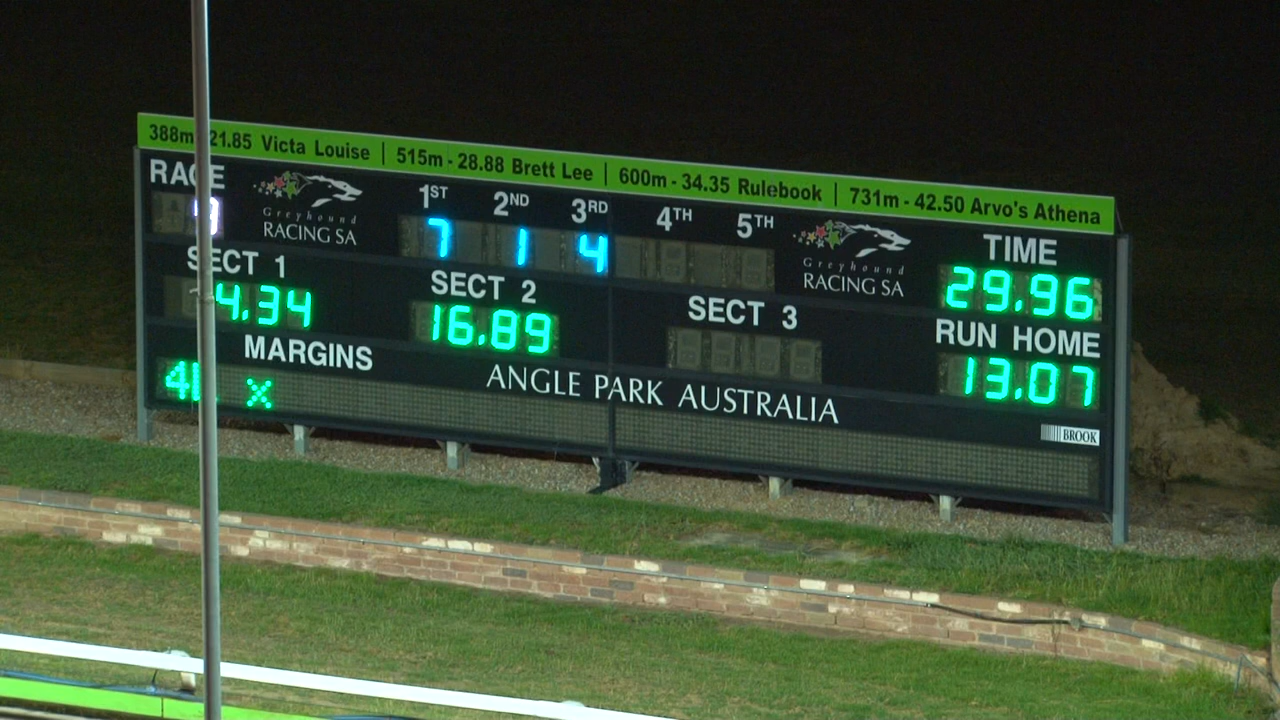 388m 21.85 Victa Louise | 515m - 28.88 Brett Lee | 600m - 34.35 Rulebook | 731m - 42.50 Arvo's Athena
RACE
Greyhound
RACING SA
1ST 2ND 3RD 4TH 5TH
7 1 4
Greyhound
RACING SA
TIME
29.96
SECT 1
4.34
SECT 2
16.89
SECT 3
RUN HOME
13.07
MARGINS
x
ANGLE PARK AUSTRALIA
BROOK